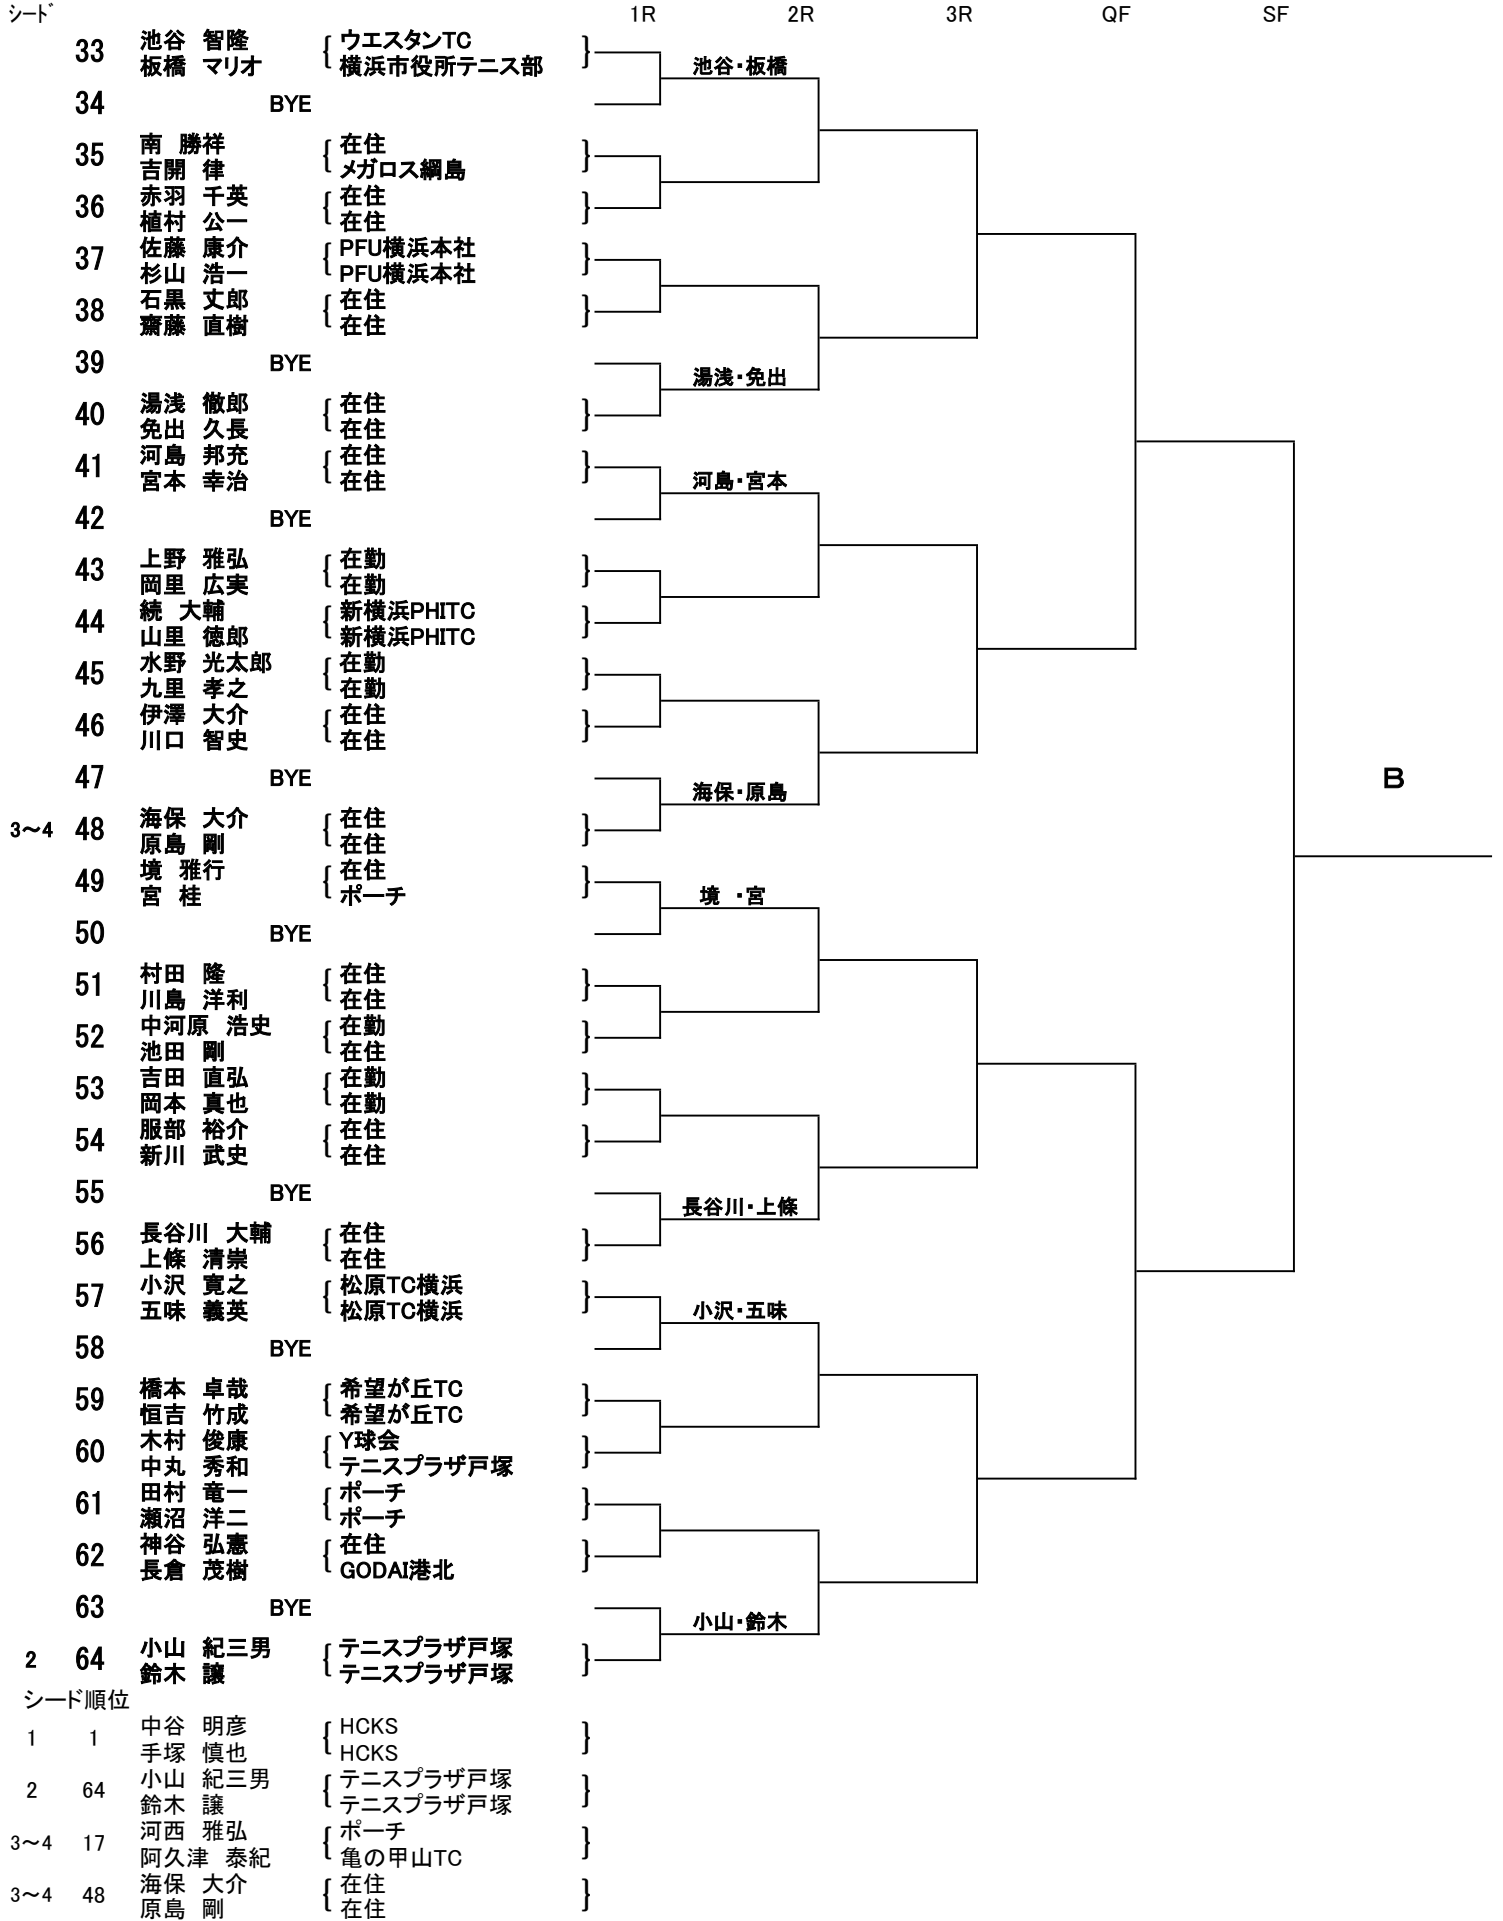 シード 1R 2R 3R QF SF
33 池谷 智隆 { ウエスタンTC }
板橋 マリオ 横浜市役所テニス部 池谷・板橋
34 BYE
35 南 勝祥 { 在住 }
吉開 律 メガロス綱島
36 赤羽 千英 { 在住 }
植村 公一 在住
37 佐藤 康介 { PFU横浜本社 }
杉山 浩一 PFU横浜本社
38 石黒 丈郎 { 在住 }
齋藤 直樹 在住
39 BYE 湯浅・免出
40 湯浅 徹郎 { 在住 }
免出 久長 在住
41 河島 邦充 { 在住 }
宮本 幸治 在住 河島・宮本
42 BYE
43 上野 雅弘 { 在勤 }
岡里 広実 在勤
44 続 大輔 { 新横浜PHITC }
山里 徳郎 新横浜PHITC
45 水野 光太郎 { 在勤 }
九里 孝之 在勤
46 伊澤 大介 { 在住 }
川口 智史 在住
47 BYE 海保・原島 B
3～4 48 海保 大介 { 在住 }
原島 剛 在住
49 境 雅行 { 在住 }
宮 桂 ポーチ 境 ・宮
50 BYE
51 村田 隆 { 在住 }
川島 洋利 在住
52 中河原 浩史 { 在勤 }
池田 剛 在住
53 吉田 直弘 { 在勤 }
岡本 真也 在勤
54 服部 裕介 { 在住 }
新川 武史 在住
55 BYE 長谷川・上條
56 長谷川 大輔 { 在住 }
上條 清崇 在住
57 小沢 寛之 { 松原TC横浜 }
五味 義英 松原TC横浜 小沢・五味
58 BYE
59 橋本 卓哉 { 希望が丘TC }
恒吉 竹成 希望が丘TC
60 木村 俊康 { Y球会 }
中丸 秀和 テニスプラザ戸塚
61 田村 竜一 { ポーチ }
瀬沼 洋二 ポーチ
62 神谷 弘憲 { 在住 }
長倉 茂樹 GODAI港北
63 BYE 小山・鈴木
2 64 小山 紀三男 { テニスプラザ戸塚 }
鈴木 譲 テニスプラザ戸塚
シード順位
1 1 中谷 明彦 { HCKS }
手塚 慎也 HCKS
2 64 小山 紀三男 { テニスプラザ戸塚 }
鈴木 譲 テニスプラザ戸塚
3～4 17 河西 雅弘 { ポーチ }
阿久津 泰紀 亀の甲山TC
3～4 48 海保 大介 { 在住 }
原島 剛 在住